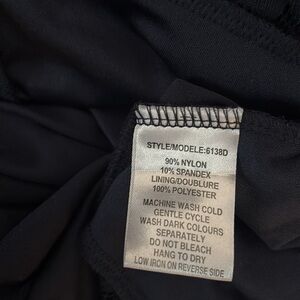 STYLE/MODELE:6138D
90% NYLON
10% SPANDEX
LINING/DOUBLURE
100% POLYESTER
MACHINE WASH COLD
GENTLE CYCLE
WASH DARK COLOURS
SEPARATELY
DO NOT BLEACH
HANG TO DRY
LOW IRON ON REVERSE SIDE